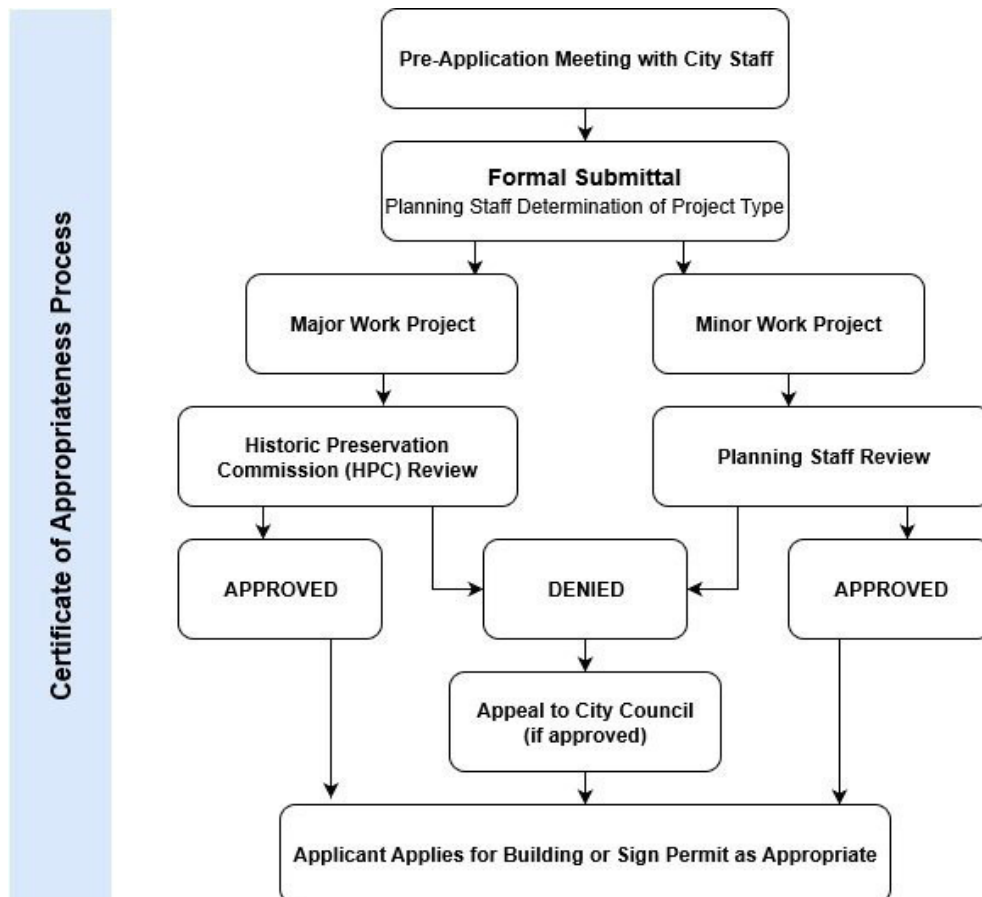 Certificate of Appropriateness Process
Pre-Application Meeting with City Staff
Formal Submittal
Planning Staff Determination of Project Type
Major Work Project
Minor Work Project
Historic Preservation
Commission (HPC) Review
Planning Staff Review
APPROVED
DENIED
APPROVED
Appeal to City Council
(if approved)
Applicant Applies for Building or Sign Permit as Appropriate